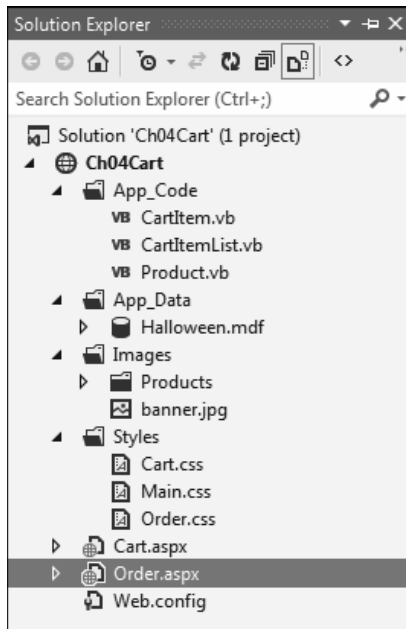 Solution Explorer
Search Solution Explorer (Ctrl+;)
Solution 'Ch04Cart' (1 project)
Ch04Cart
App_Code
VB CartItem.vb
VB CartItemList.vb
VB Product.vb
App_Data
Halloween.mdf
Images
Products
banner.jpg
Styles
Cart.css
Main.css
Order.css
Cart.aspx
Order.aspx
Web.config